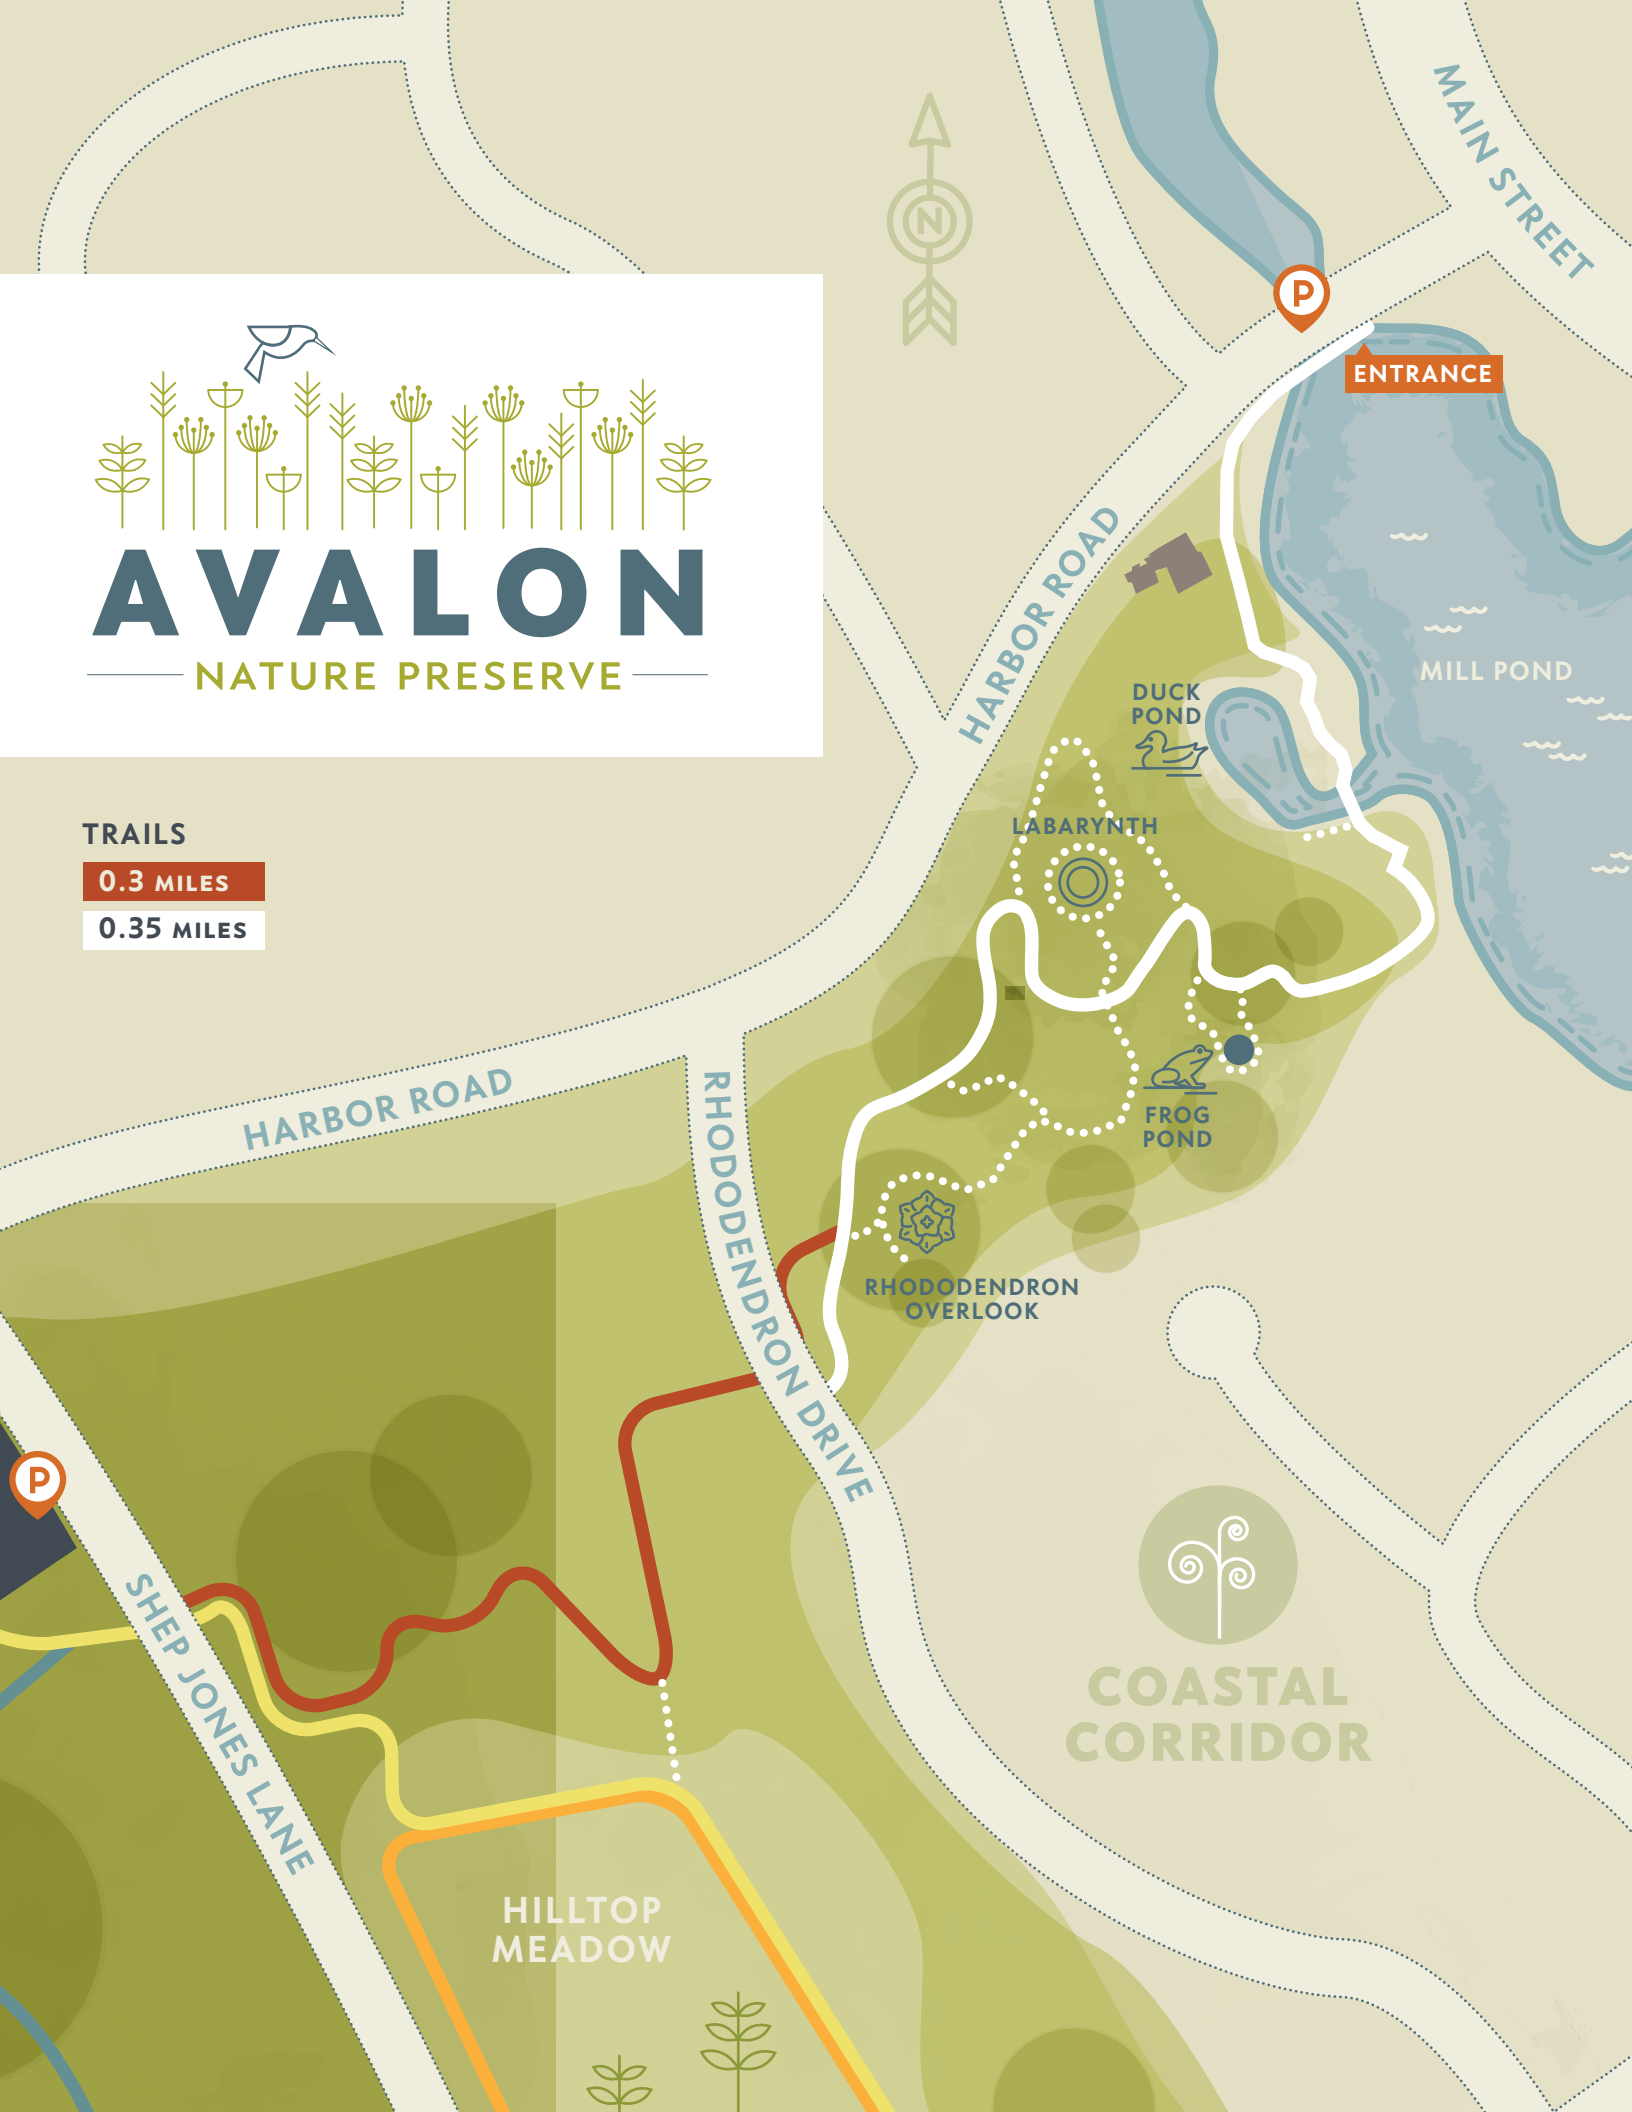 MAIN STREET
N
P
ENTRANCE
AVALON
NATURE PRESERVE
HARBOR ROAD
MILL POND
DUCK
POND
LABARYNTH
TRAILS
0.3 MILES
0.35 MILES
HARBOR ROAD
RHODODENDRON DRIVE
FROG
POND
RHODODENDRON
OVERLOOK
P
SHEP JONES LANE
COASTAL
CORRIDOR
HILLTOP
MEADOW